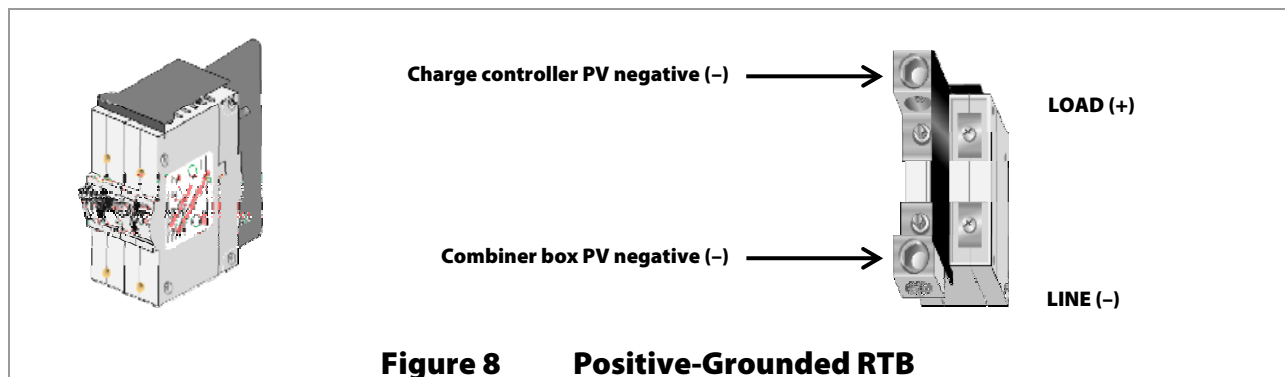 Charge controller PV negative (–)
LOAD (+)
Combiner box PV negative (–)
LINE (–)
Figure 8 Positive-Grounded RTB